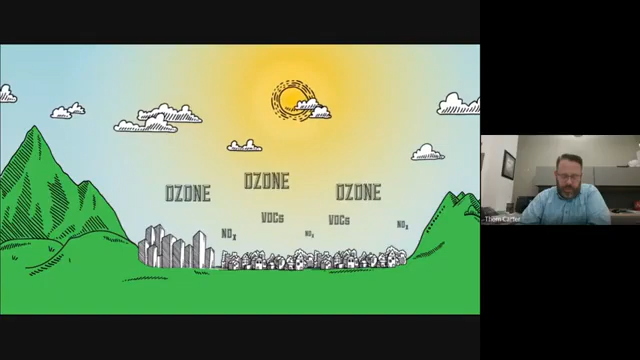 OZONE OZONE OZONE
VOCs VOCs
NOx NOx NOx
Thom Carter